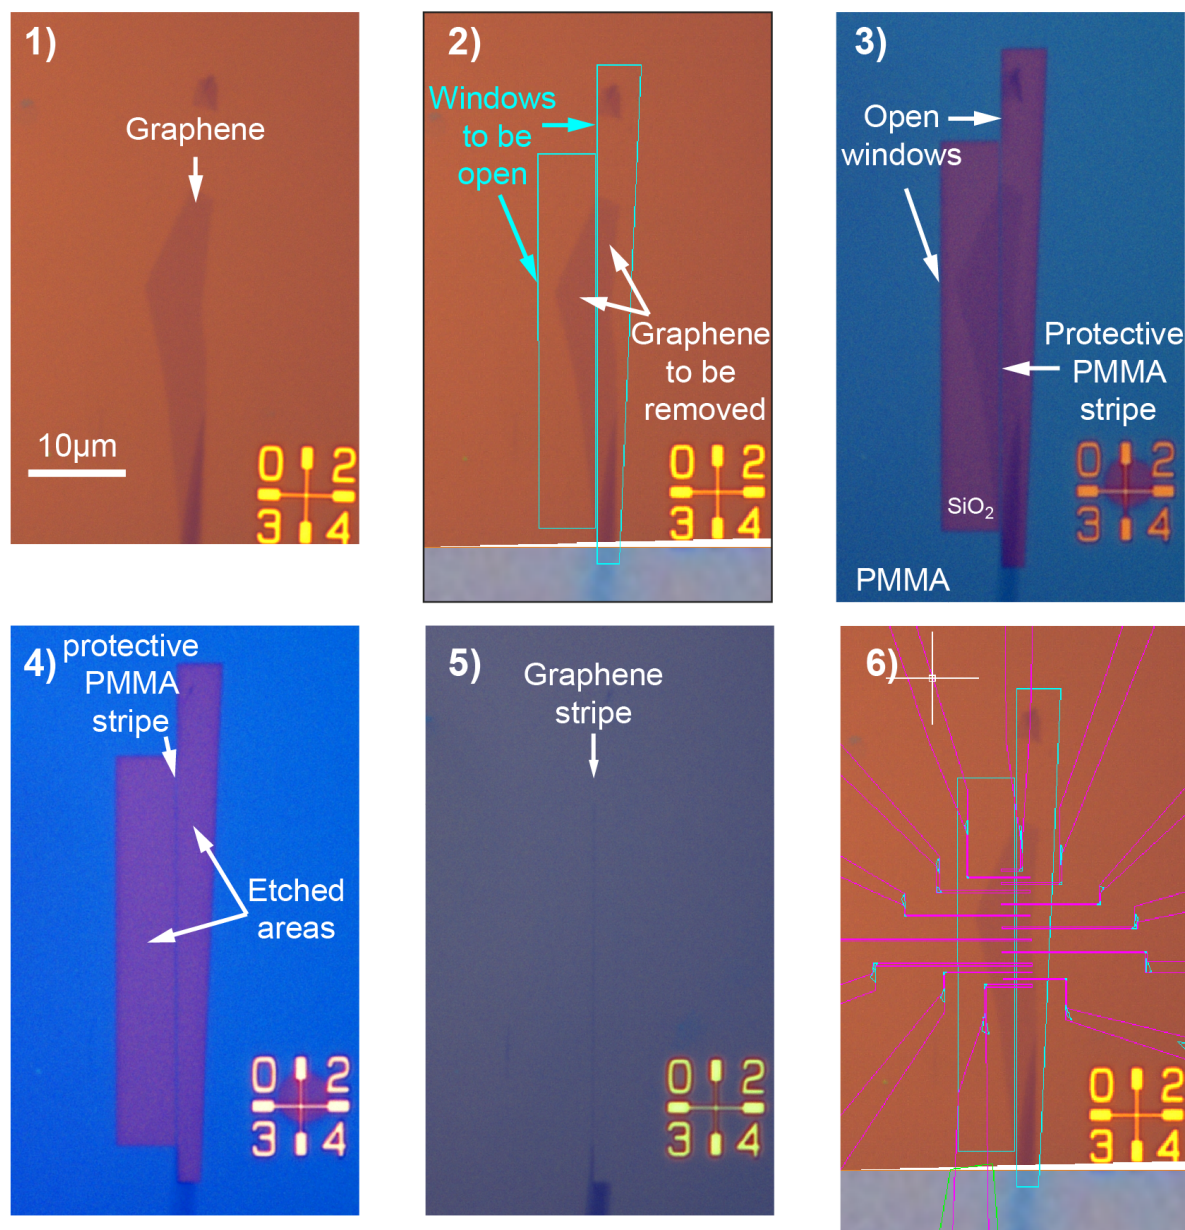 1)
Graphene
10µm
0 2
3 4
2)
Windows
to be
open
Graphene
to be
removed
0 2
3 4
3)
Open
windows
Protective
PMMA
stripe
0 2
3 4
SiO₂
PMMA
4)
protective
PMMA
stripe
Etched
areas
0 2
3 4
5)
Graphene
stripe
0 2
3 4
6)
0 2
3 4